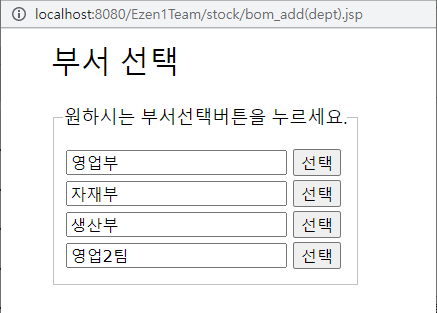 localhost:8080/Ezen1Team/stock/bom_add(dept).jsp
부서 선택
원하시는 부서선택버튼을 누르세요.
영업부 선택
자재부 선택
생산부 선택
영업2팀 선택